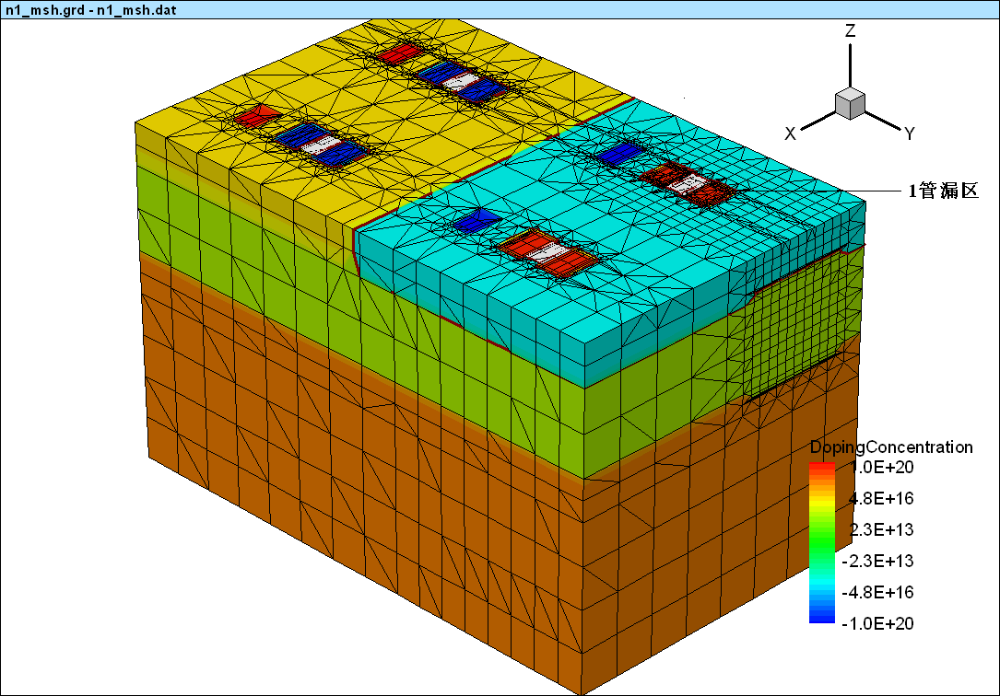 n1_msh.grd - n1_msh.dat
Z
X
Y
1管漏区
DopingConcentration
1.0E+20
4.8E+16
2.3E+13
-2.3E+13
-4.8E+16
-1.0E+20